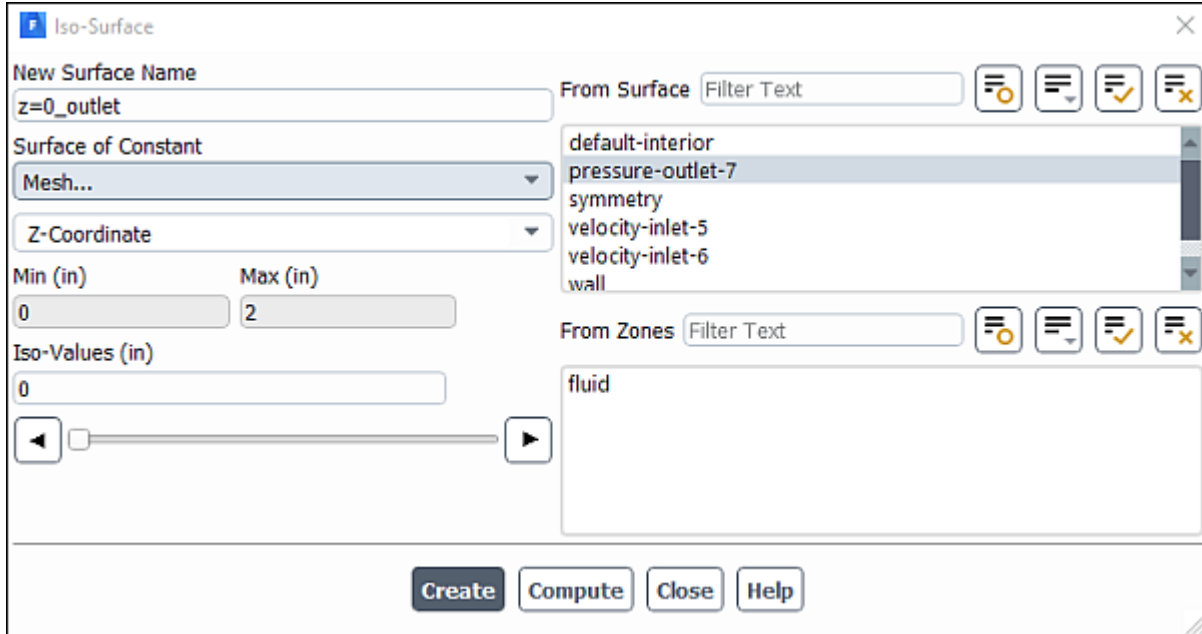 F Iso-Surface
New Surface Name
z=0_outlet
Surface of Constant
Mesh...
Z-Coordinate
Min (in) Max (in)
0 2
Iso-Values (in)
0
From Surface Filter Text
default-interior
pressure-outlet-7
symmetry
velocity-inlet-5
velocity-inlet-6
wall
From Zones Filter Text
fluid
Create Compute Close Help